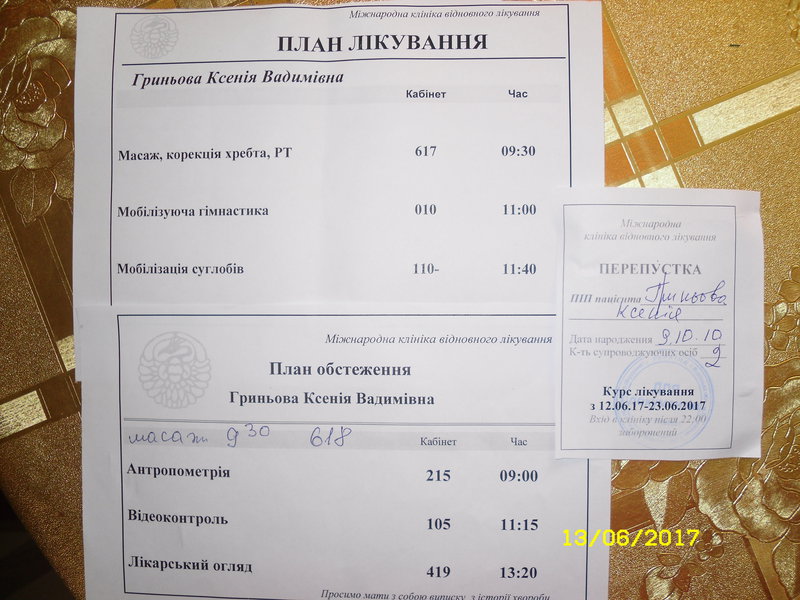 Міжнародна клініка відновного лікування
ПЛАН ЛІКУВАННЯ
Гриньова Ксенія Вадимівна
Кабінет Час
Масаж, корекція хребта, РТ 617 09:30
Мобілізуюча гімнастика 010 11:00
Мобілізація суглобів 110- 11:40
Міжнародна клініка відновного лікування
План обстеження
Гриньова Ксенія Вадимівна
масаж 9 30 618
Кабінет Час
Антропометрія 215 09:00
Відеоконтроль 105 11:15
Лікарський огляд 419 13:20
Просимо мати з собою виписку з історії хвороби
Міжнародна
клініка відновного лікування
ПЕРЕПУСТКА
ПІП пацієнта Гриньова
Ксенія
Дата народження 9.10.10
К-ть супроводжуючих осіб 2
Курс лікування
з 12.06.17-23.06.2017
Вхід в клініку після 22:00
заборонений
13/06/2017